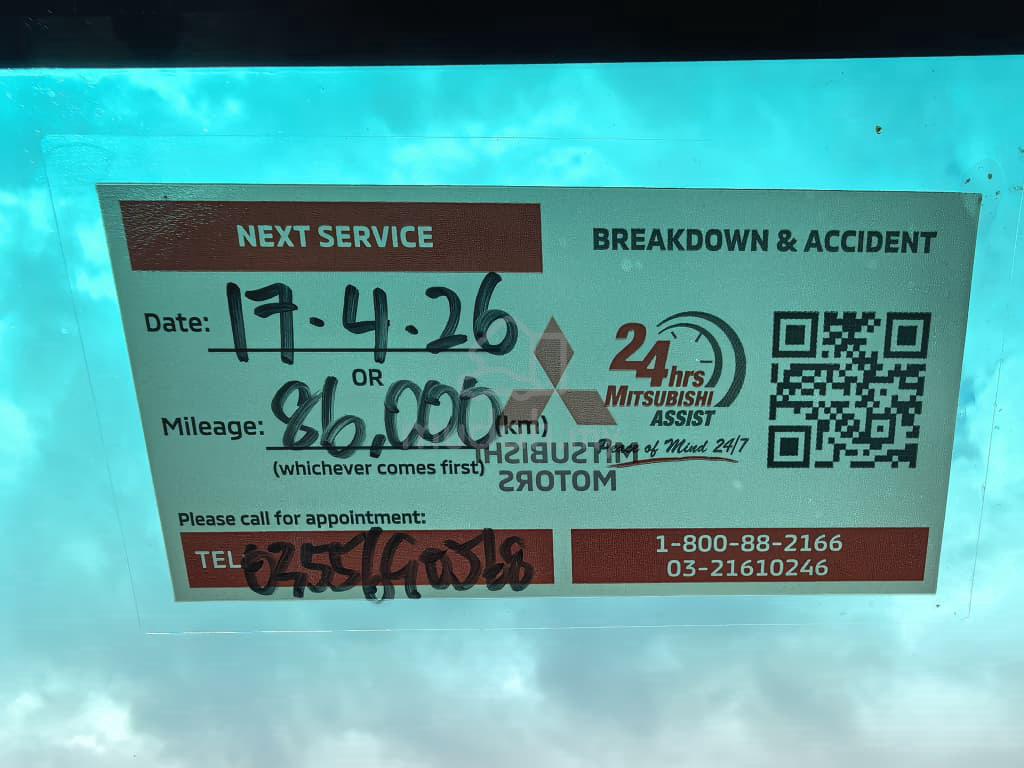 NEXT SERVICE
Date: 17.4.26
OR
Mileage: 86,000 (km)
(whichever comes first)
Please call for appointment:
TEL
BREAKDOWN & ACCIDENT
24hrs
MITSUBISHI
ASSIST
Peace of Mind 24/7
1-800-88-2166
03-21610246
MITSUBISHI
MOTORS